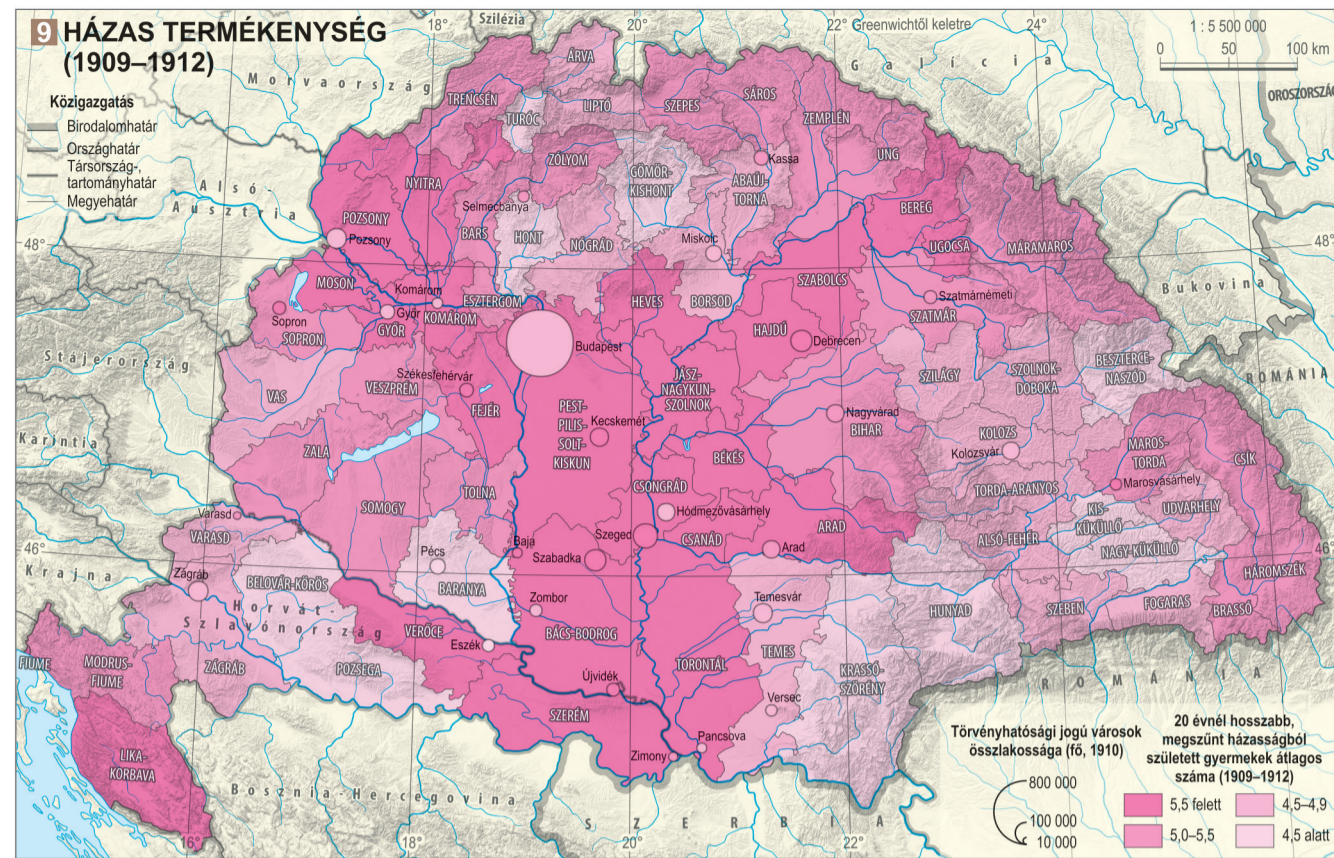 9 HÁZAS TERMÉKENYSÉG
(1909–1912)
Közigazgatás
Birodalomhatár
Országhatár
Társország-,
tartományhatár
Megyehatár
18°
20°
22°
24°
Greenwichtől keletre
1 : 5 500 000
0 50 100 km
Szilézia
Morvaország
Galícia
OROSZORSZÁG
Alsó-
Ausztria
Bukovina
Stájerország
ROMÁNIA
Karintia
Krajna
Horvát-
Szlavónország
Bosznia-Hercegovina
SZERBIA
ROMÁNIA
48°
48°
46°
46°
16°
18°
20°
22°
ÁRVA
TRENCSÉN
LIPTÓ
SZEPES
SÁROS
ZEMPLÉN
TURÓC
UNG
ZÓLYOM
Kassa
NYITRA
GÖMÖR-
KISHONT
ABAÚJ-
TORNA
Selmecbánya
BEREG
POZSONY
Pozsony
BARS
HONT
NÓGRÁD
Miskolc
UGOCSA
MÁRAMAROS
MOSON
Komárom
ESZTERGOM
HEVES
BORSOD
SZABOLCS
Szatmárnémeti
Sopron
Győr
KOMÁROM
SZATMÁR
SOPRON
GYŐR
HAJDÚ
Debrecen
Budapest
BESZTERCE-
NASZÓD
VAS
VESZPRÉM
Székesfehérvár
FEJÉR
JÁSZ-
NAGYKUN-
SZOLNOK
SZILÁGY
SZOLNOK-
DOBOKA
PEST-
PILIS-
SOLT-
KISKUN
Kecskemét
Nagyvárad
BIHAR
KOLOZS
Kolozsvár
MAROS-
TORDA
CSÍK
ZALA
BÉKÉS
TORDA-ARANYOS
Marosvásárhely
SOMOGY
TOLNA
CSONGRÁD
KIS-
KÜKÜLLŐ
UDVARHELY
Varasd
VARASD
Hódmezővásárhely
ARAD
ALSÓ-FEHÉR
NAGY-KÜKÜLLŐ
Pécs
BARANYA
Baja
Szeged
CSANÁD
Arad
Szabadka
HÁROMSZÉK
Zágráb
BELOVÁR-KŐRÖS
Zombor
Temesvár
HUNYAD
SZEBEN
FOGARAS
BRASSÓ
VERŐCE
BÁCS-BODROG
Eszék
FIUME
MODRUS-
FIUME
ZÁGRÁB
POZSEGA
TORONTÁL
TEMES
KRASSÓ-
SZÖRÉNY
Újvidék
Versec
SZERÉM
Pancsova
Zimony
LIKA-
KORBAVA
Törvényhatósági jogú városok
összlakossága (fő, 1910)
800 000
100 000
10 000
20 évnél hosszabb,
megszűnt házasságból
született gyermekek átlagos
száma (1909–1912)
5,5 felett
4,5–4,9
5,0–5,5
4,5 alatt